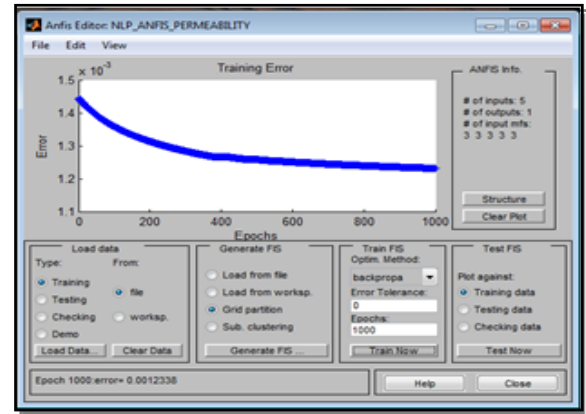 Anfis Editor: NLP_ANFIS_PERMEABILITY
File Edit View
Training Error
x 10⁻³
1.5
1.4
1.3
1.2
1.1
Error
0 200 400 600 800 1000
Epochs
ANFIS Info.
# of inputs: 5
# of outputs: 1
# of input mfs:
3 3 3 3 3
Structure
Clear Plot
Load data
Type: From:
Training
Testing
Checking
Demo
file
worksp.
Load Data... Clear Data
Generate FIS
Load from file
Load from worksp.
Grid partition
Sub. clustering
Generate FIS ...
Train FIS
Optim. Method:
backpropa
Error Tolerance:
0
Epochs:
1000
Train Now
Test FIS
Plot against:
Training data
Testing data
Checking data
Test Now
Epoch 1000:error= 0.0012338
Help Close